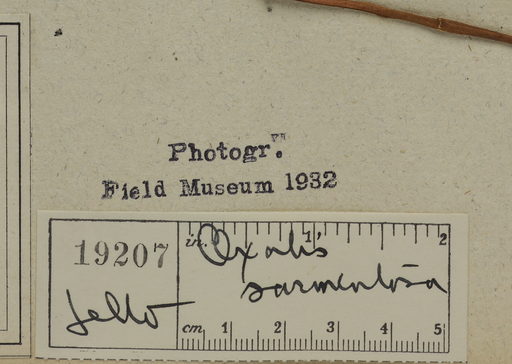 Photogr.
Field Museum 1932
in. 1 2
Oxalis
19207
sarmentosa
Sello
cm 1 2 3 4 5